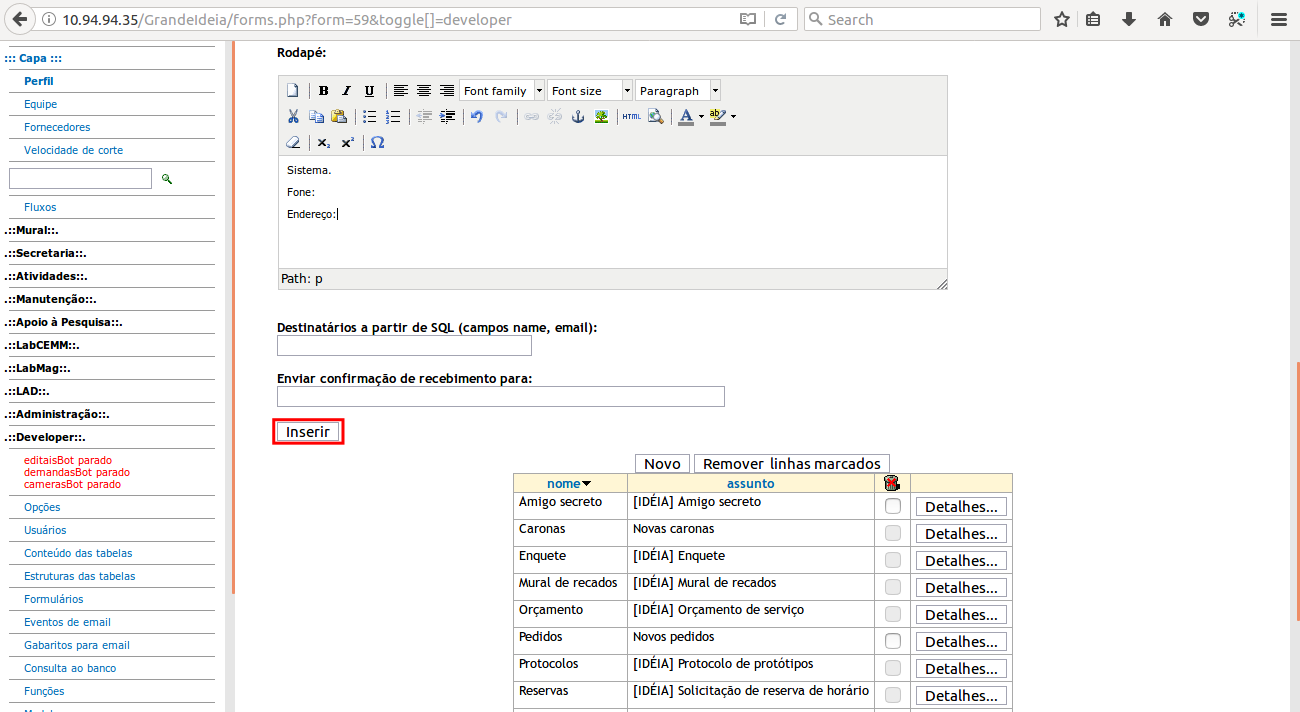 10.94.94.35/GrandeIdeia/forms.php?form=59&toggle[]=developer
Search
::: Capa :::
Perfil
Equipe
Fornecedores
Velocidade de corte
Fluxos
.::Mural::.
.::Secretaria::.
.::Atividades::.
.::Manutenção::.
.::Apoio à Pesquisa::.
.::LabCEMM::.
.::LabMag::.
.::LAD::.
.::Administração::.
.::Developer::.
editaisBot parado
demandasBot parado
camerasBot parado
Opções
Usuários
Conteúdo das tabelas
Estruturas das tabelas
Formulários
Eventos de email
Gabaritos para email
Consulta ao banco
Funções
Rodapé:
B I U Font family Font size Paragraph
HTML A ab
x₂ x² Ω
Sistema.
Fone:
Endereço:
Path: p
Destinatários a partir de SQL (campos name, email):
Enviar confirmação de recebimento para:
Inserir
Novo Remover linhas marcados
nome assunto
Amigo secreto [IDÉIA] Amigo secreto Detalhes...
Caronas Novas caronas Detalhes...
Enquete [IDÉIA] Enquete Detalhes...
Mural de recados [IDÉIA] Mural de recados Detalhes...
Orçamento [IDÉIA] Orçamento de serviço Detalhes...
Pedidos Novos pedidos Detalhes...
Protocolos [IDÉIA] Protocolo de protótipos Detalhes...
Reservas [IDÉIA] Solicitação de reserva de horário Detalhes...